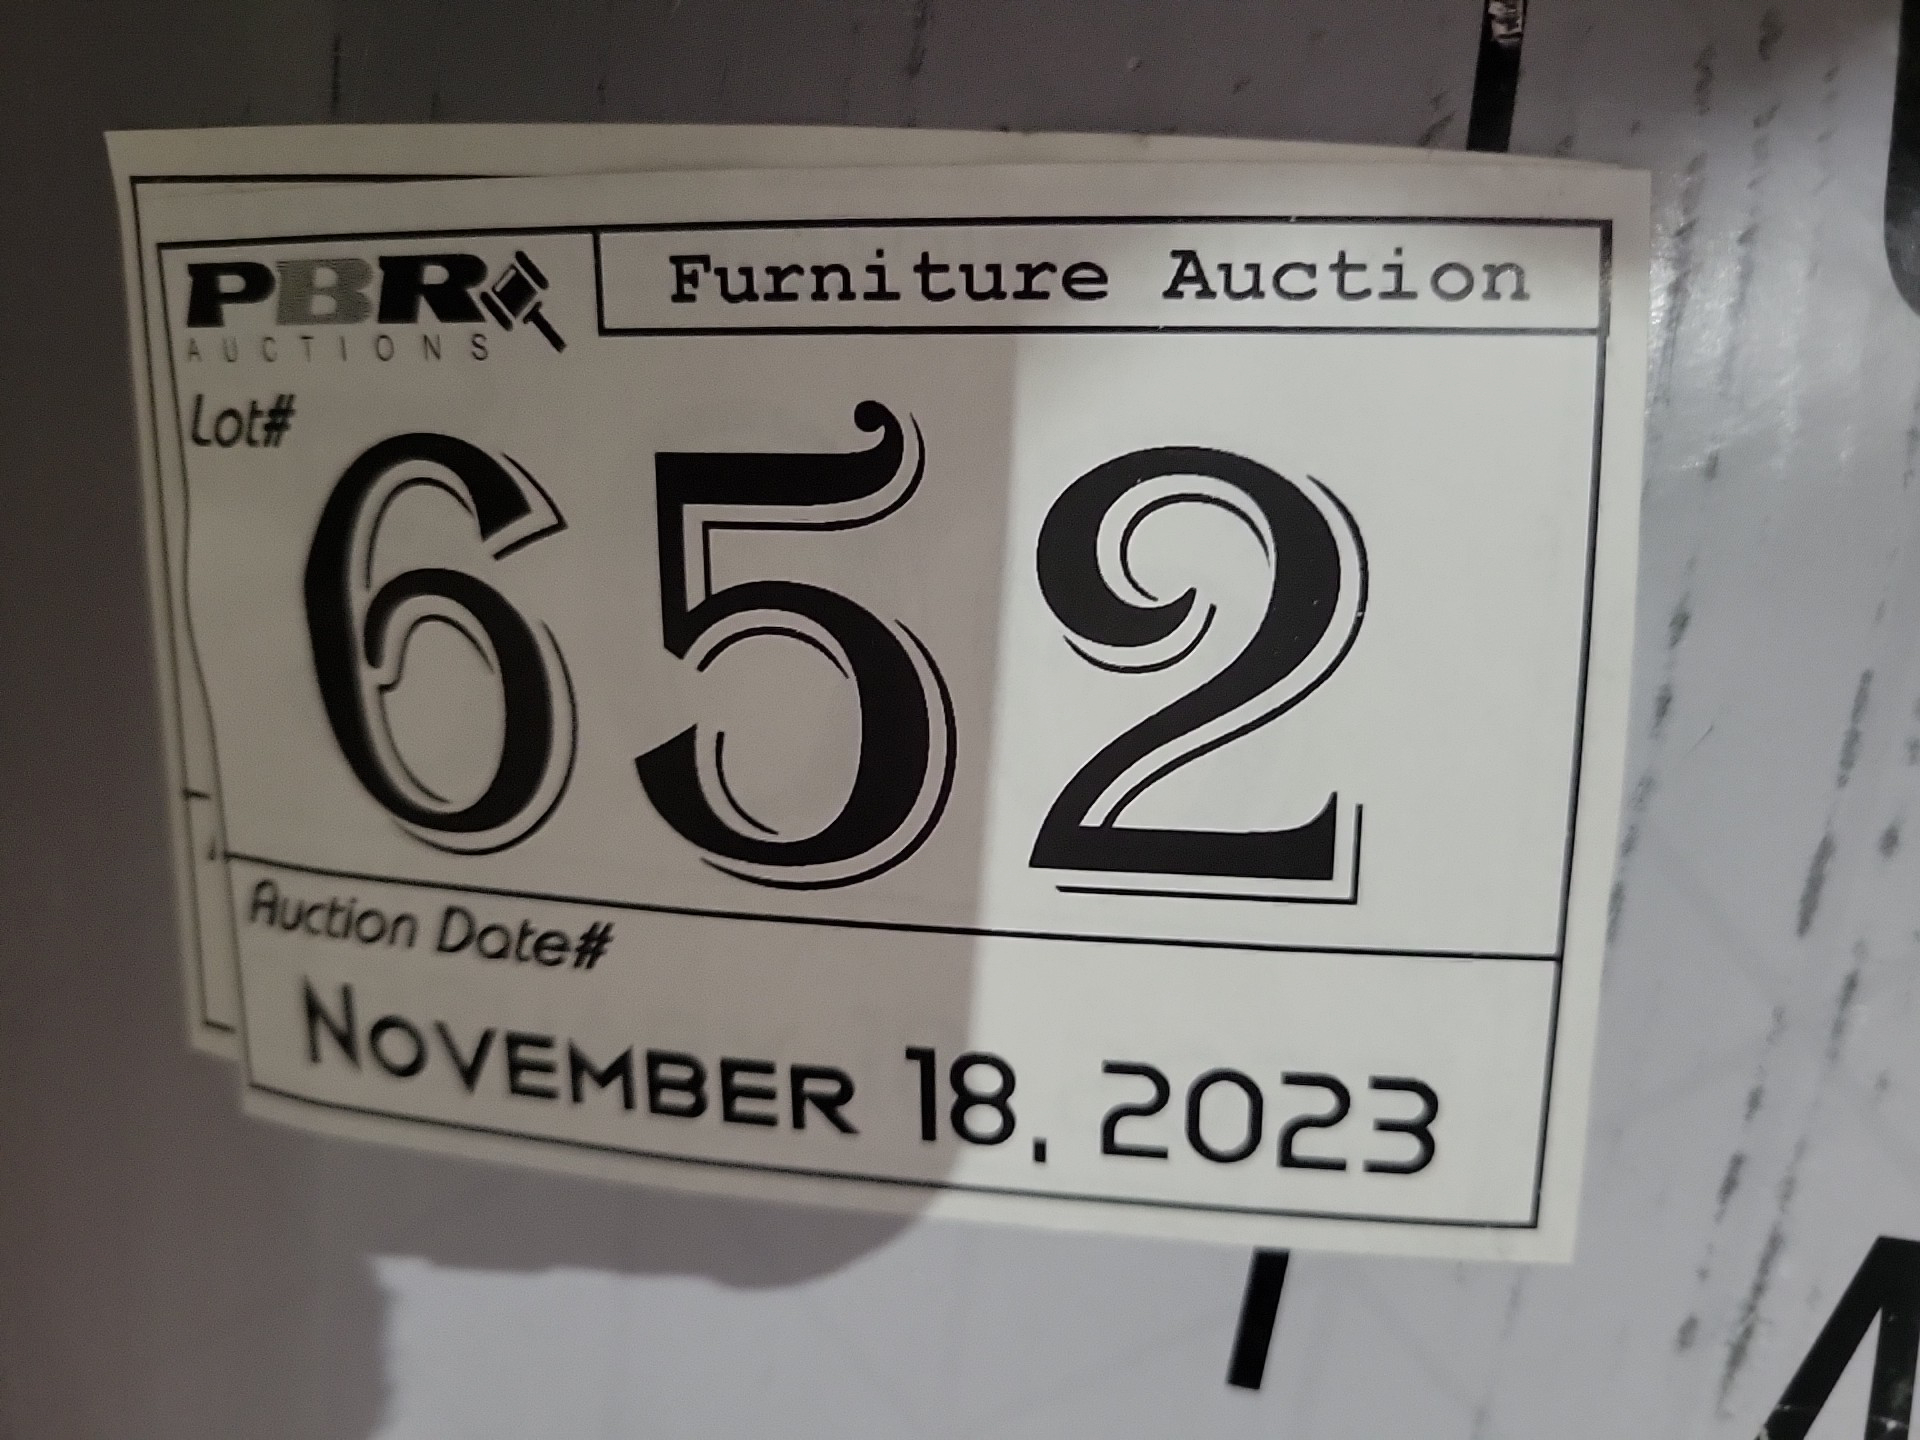 PBR
AUCTIONS
Furniture Auction
Lot#
652
Auction Date#
NOVEMBER 18, 2023